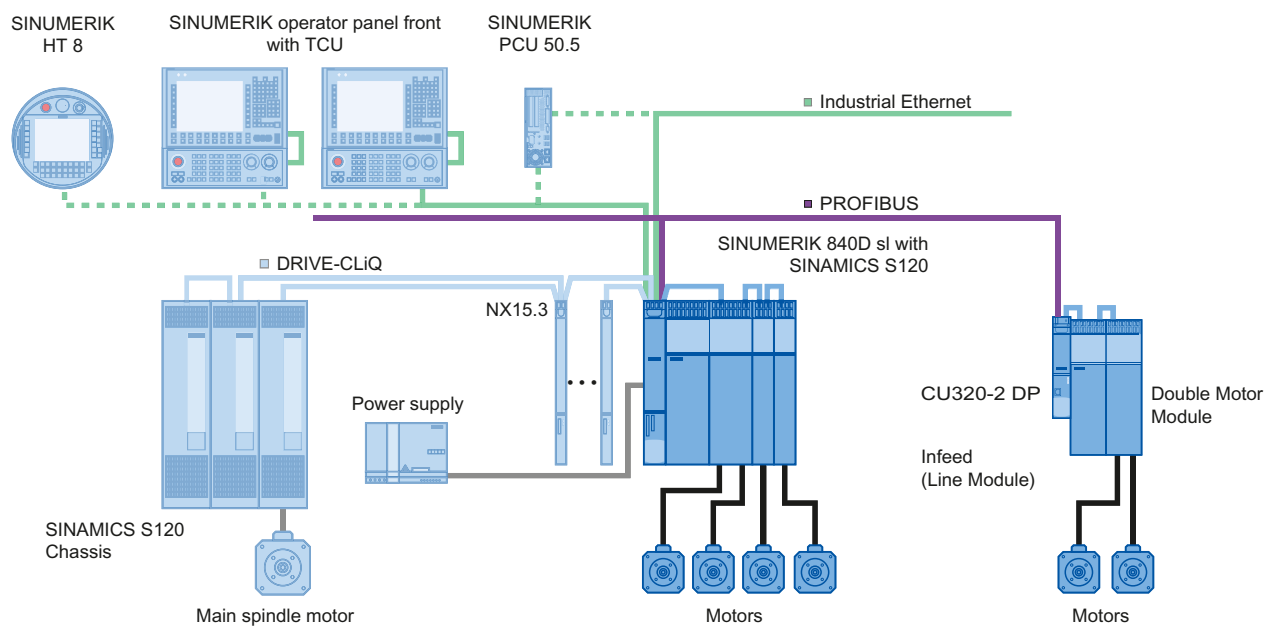 SINUMERIK
HT 8
SINUMERIK operator panel front
with TCU
SINUMERIK
PCU 50.5
Industrial Ethernet
PROFIBUS
SINUMERIK 840D sl with
SINAMICS S120
DRIVE-CLiQ
NX15.3
Power supply
CU320-2 DP
Double Motor
Module
Infeed
(Line Module)
SINAMICS S120
Chassis
Main spindle motor
Motors
Motors